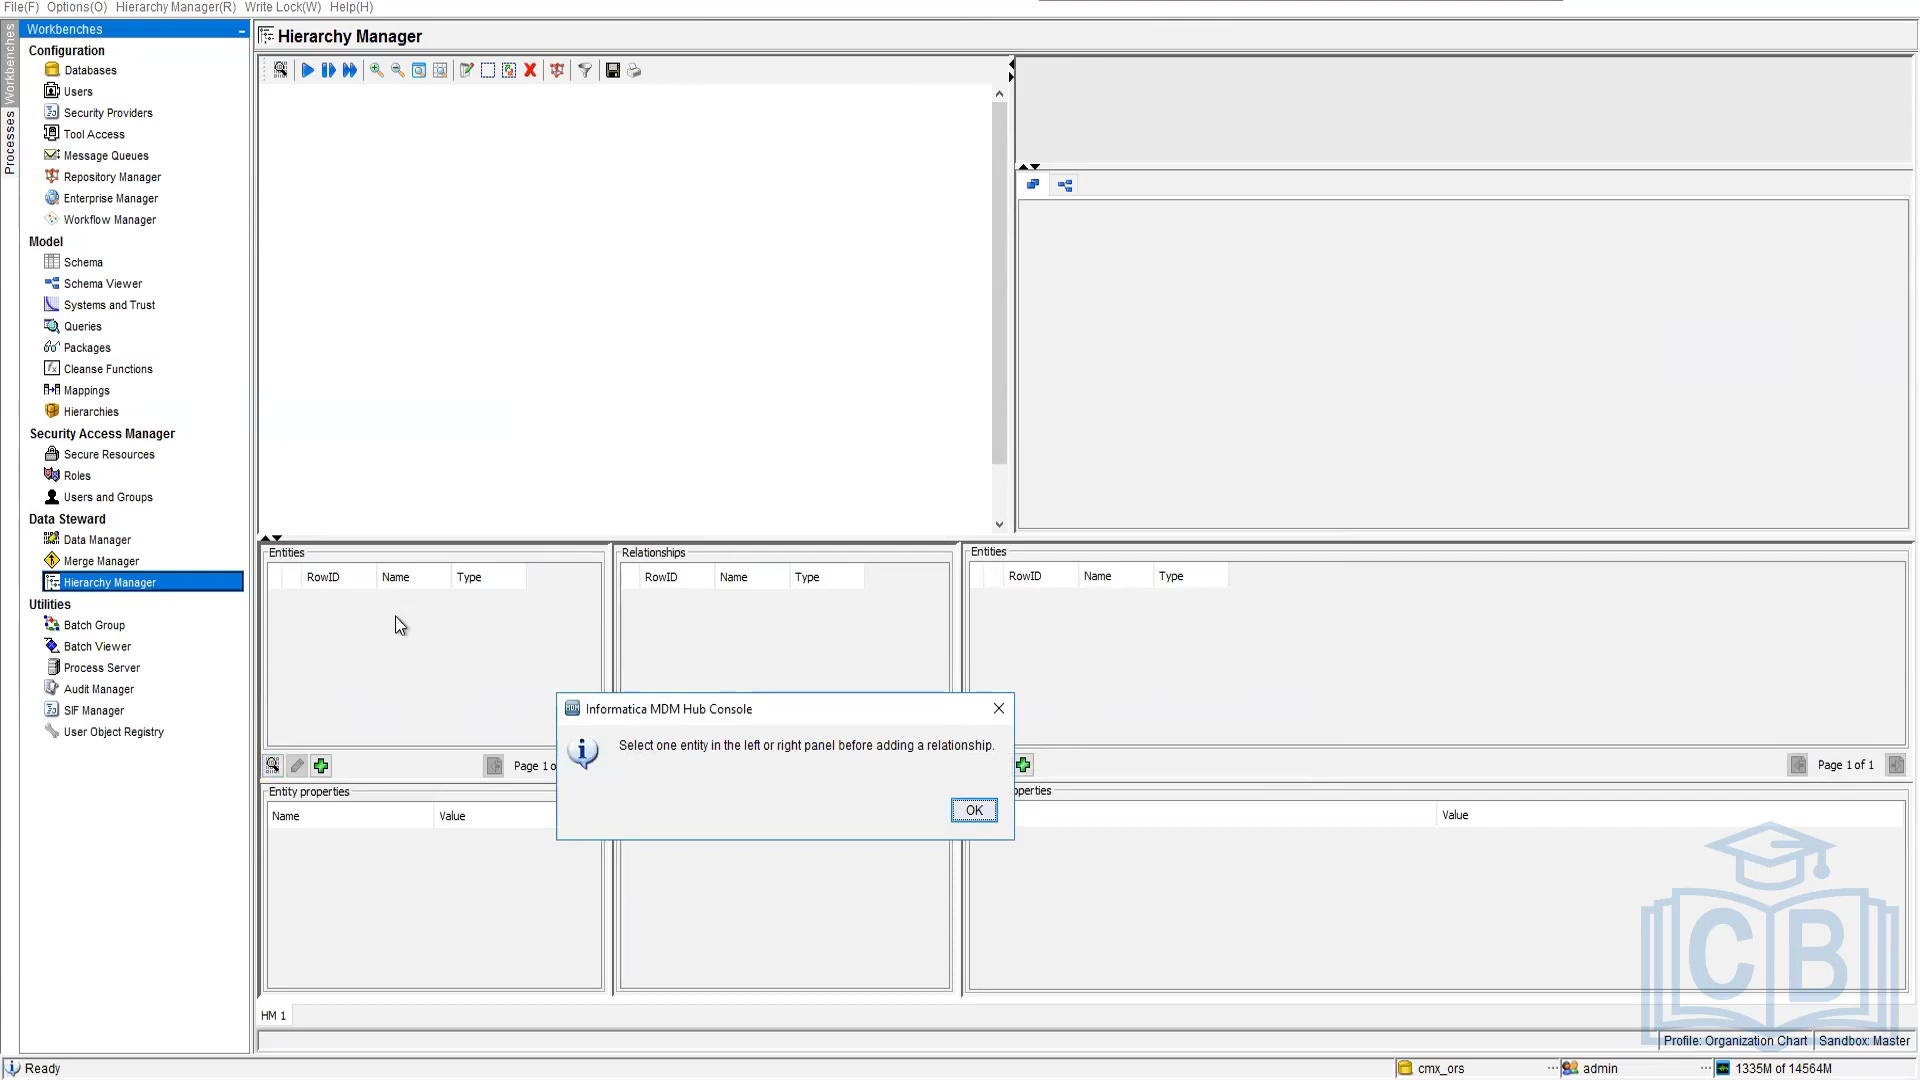 File(F) Options(O) Hierarchy Manager(R) Write Lock(W) Help(H)
Workbenches
Processes
Workbenches
Configuration
Databases
Users
Security Providers
Tool Access
Message Queues
Repository Manager
Enterprise Manager
Workflow Manager
Model
Schema
Schema Viewer
Systems and Trust
Queries
Packages
Cleanse Functions
Mappings
Hierarchies
Security Access Manager
Secure Resources
Roles
Users and Groups
Data Steward
Data Manager
Merge Manager
Hierarchy Manager
Utilities
Batch Group
Batch Viewer
Process Server
Audit Manager
SIF Manager
User Object Registry
Hierarchy Manager
Entities
RowID Name Type
Relationships
RowID Name Type
Entities
RowID Name Type
Page 1 o
Page 1 of 1
Informatica MDM Hub Console
Select one entity in the left or right panel before adding a relationship.
OK
Entity properties
Name Value
operties
Value
CB
HM 1
Profile: Organization Chart Sandbox: Master
Ready
cmx_ors
admin
1335M of 14564M